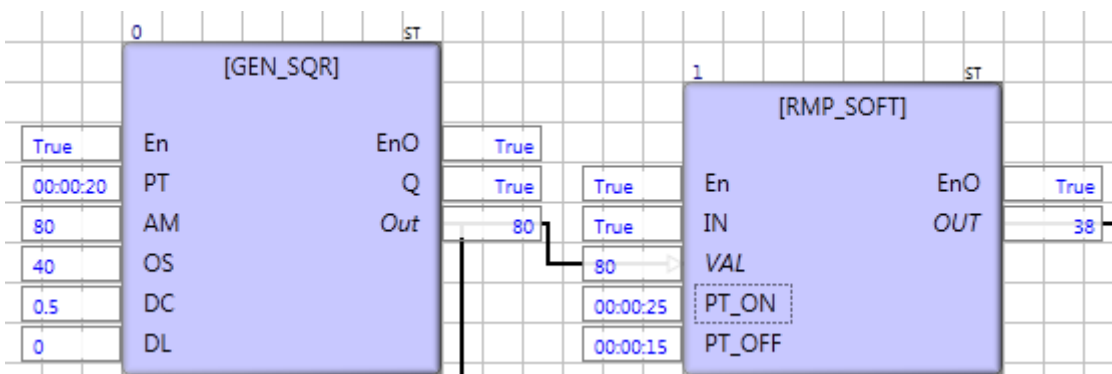 0 ST
[GEN_SQR]
1 ST
[RMP_SOFT]
True En EnO True
00:00:20 PT Q True True En EnO True
80 AM Out 80 True IN OUT 38
40 OS 80 VAL
0.5 DC 00:00:25 PT_ON
0 DL 00:00:15 PT_OFF